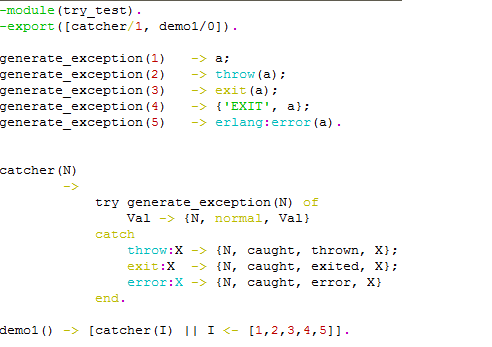 -module(try_test).
-export([catcher/1, demo1/0]).
generate_exception(1) -> a;
generate_exception(2) -> throw(a);
generate_exception(3) -> exit(a);
generate_exception(4) -> {'EXIT', a};
generate_exception(5) -> erlang:error(a).
catcher(N)
->
try generate_exception(N) of
Val -> {N, normal, Val}
catch
throw:X -> {N, caught, thrown, X};
exit:X -> {N, caught, exited, X};
error:X -> {N, caught, error, X}
end.
demo1() -> [catcher(I) || I <- [1,2,3,4,5]].